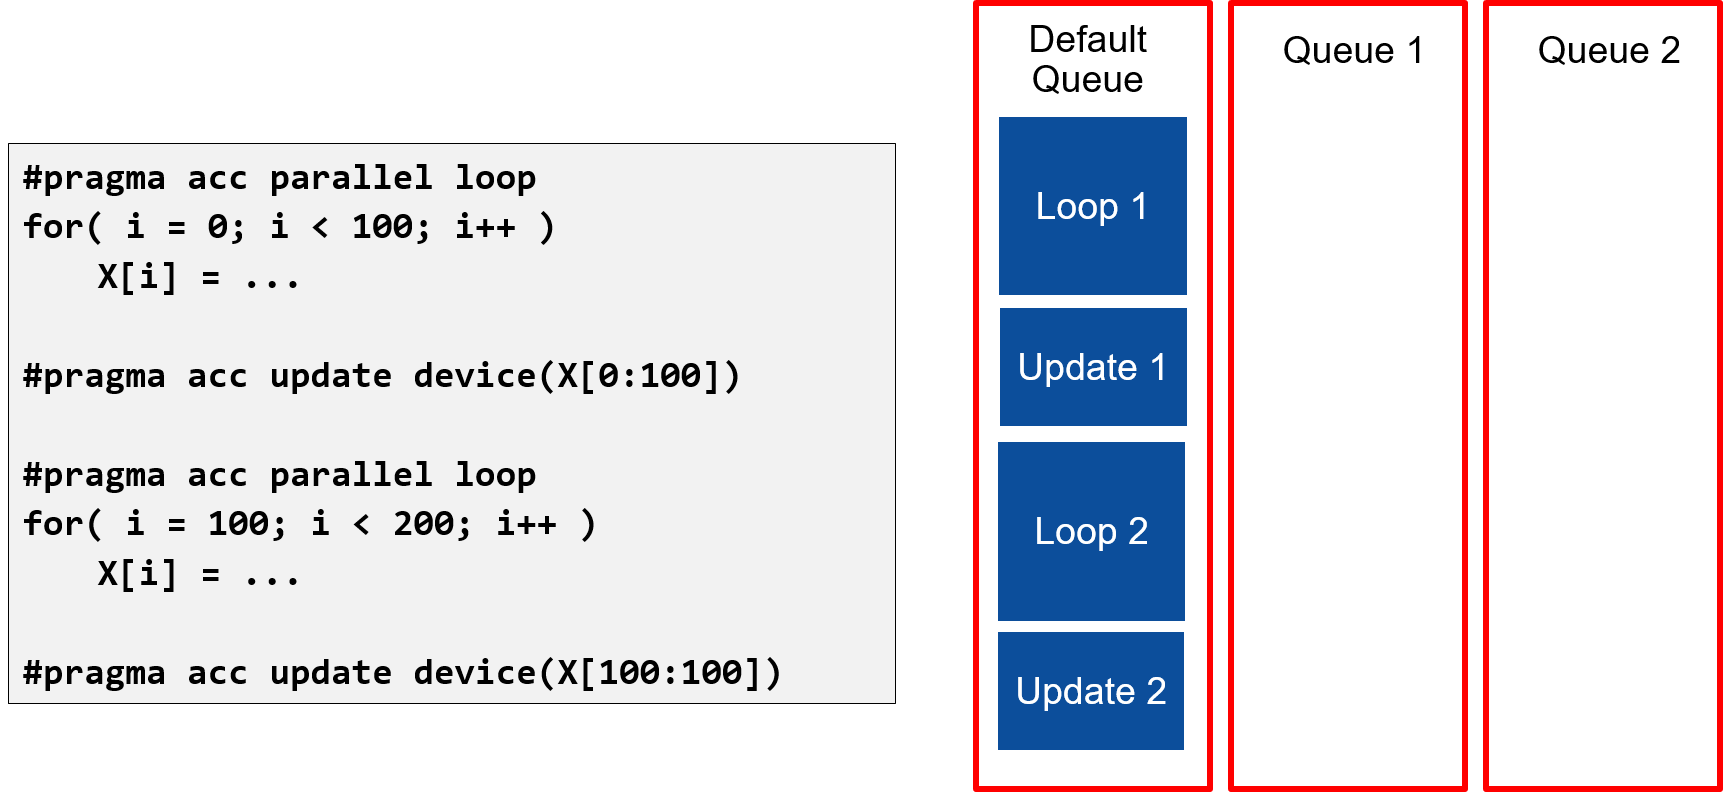 #pragma acc parallel loop
for( i = 0; i < 100; i++ )
    X[i] = ...
#pragma acc update device(X[0:100])
#pragma acc parallel loop
for( i = 100; i < 200; i++ )
    X[i] = ...
#pragma acc update device(X[100:100])
Default
Queue
Loop 1
Update 1
Loop 2
Update 2
Queue 1
Queue 2